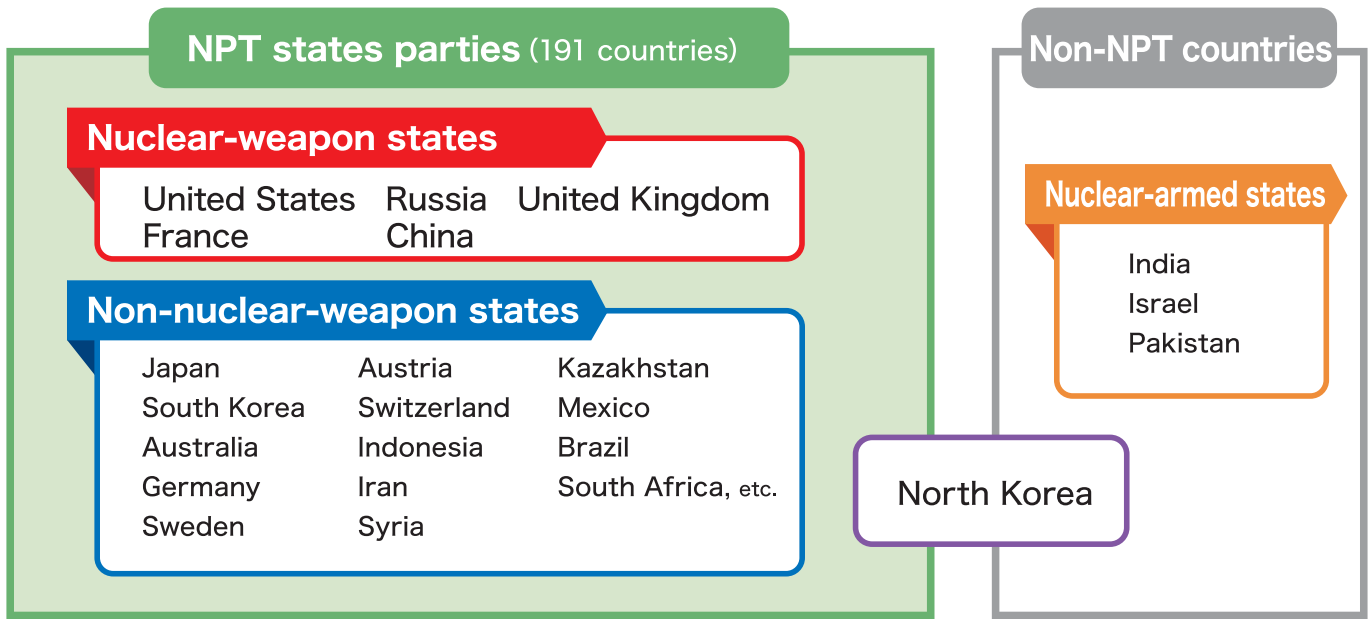 NPT states parties (191 countries)
Nuclear-weapon states
United States Russia United Kingdom
France China
Non-nuclear-weapon states
Japan Austria Kazakhstan
South Korea Switzerland Mexico
Australia Indonesia Brazil
Germany Iran South Africa, etc.
Sweden Syria
North Korea
Non-NPT countries
Nuclear-armed states
India
Israel
Pakistan